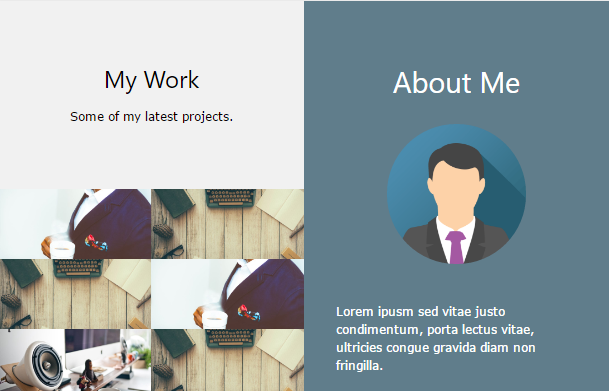 My Work
Some of my latest projects.
About Me
Lorem ipusm sed vitae justo
condimentum, porta lectus vitae,
ultricies congue gravida diam non
fringilla.